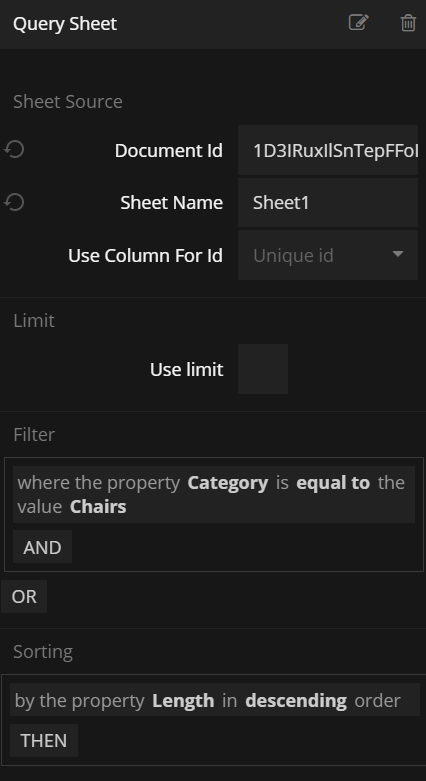 Query Sheet
Sheet Source
Document Id 1D3IRuxIlSnTepFFoI
Sheet Name Sheet1
Use Column For Id Unique id
Limit
Use limit
Filter
where the property Category is equal to the
value Chairs
AND
OR
Sorting
by the property Length in descending order
THEN